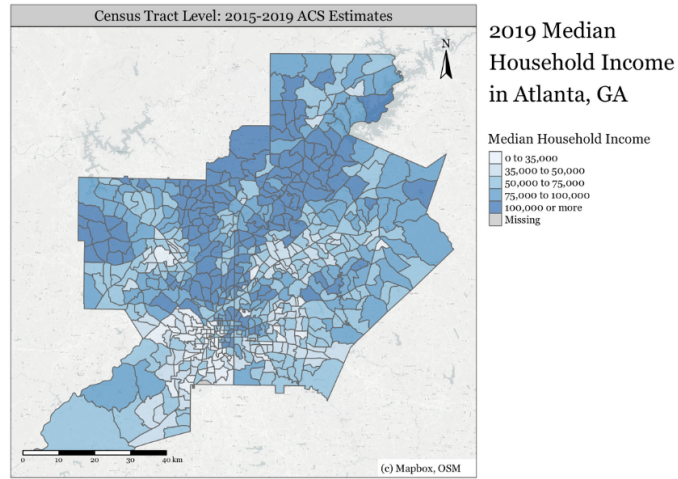 Census Tract Level: 2015-2019 ACS Estimates
N
2019 Median
Household Income
in Atlanta, GA
Median Household Income
0 to 35,000
35,000 to 50,000
50,000 to 75,000
75,000 to 100,000
100,000 or more
Missing
0 10 20 30 40 km
(c) Mapbox, OSM